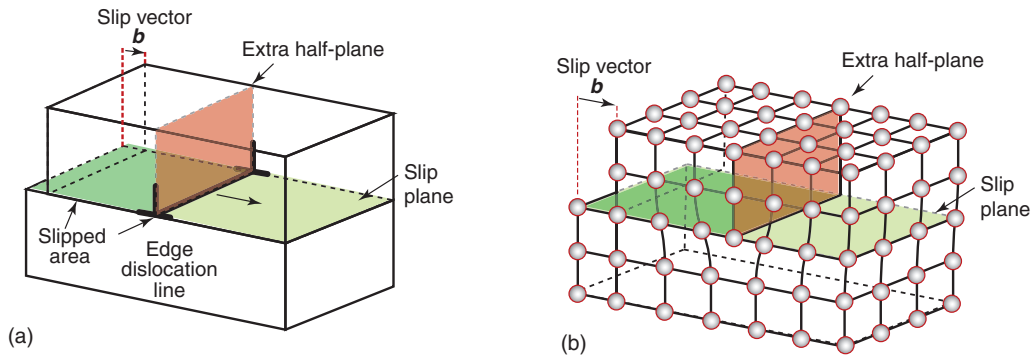 Slip vector
b
Extra half-plane
Slip
plane
Slipped
area
Edge
dislocation
line
(a)
Slip vector
b
Extra half-plane
Slip
plane
(b)